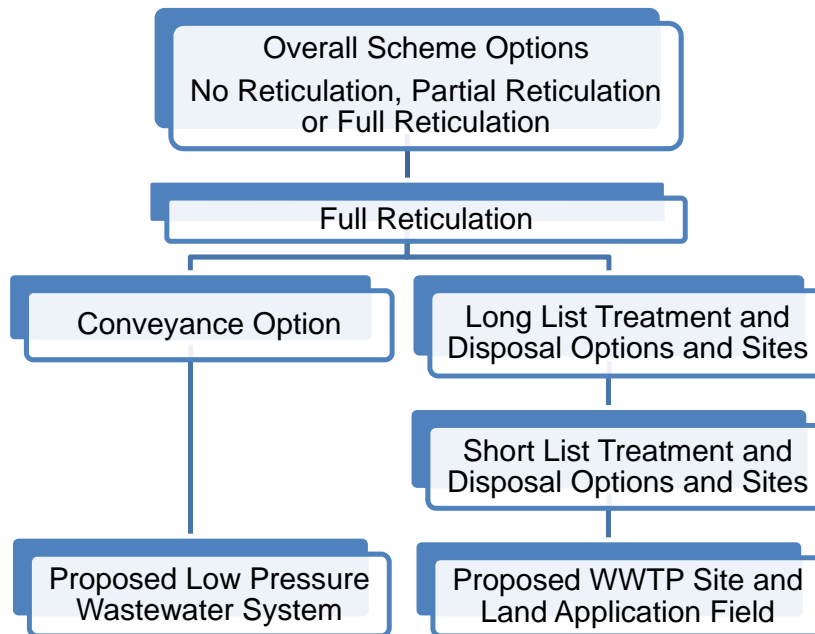 Overall Scheme Options
No Reticulation, Partial Reticulation
or Full Reticulation
Full Reticulation
Conveyance Option
Long List Treatment and
Disposal Options and Sites
Short List Treatment and
Disposal Options and Sites
Proposed Low Pressure
Wastewater System
Proposed WWTP Site and
Land Application Field